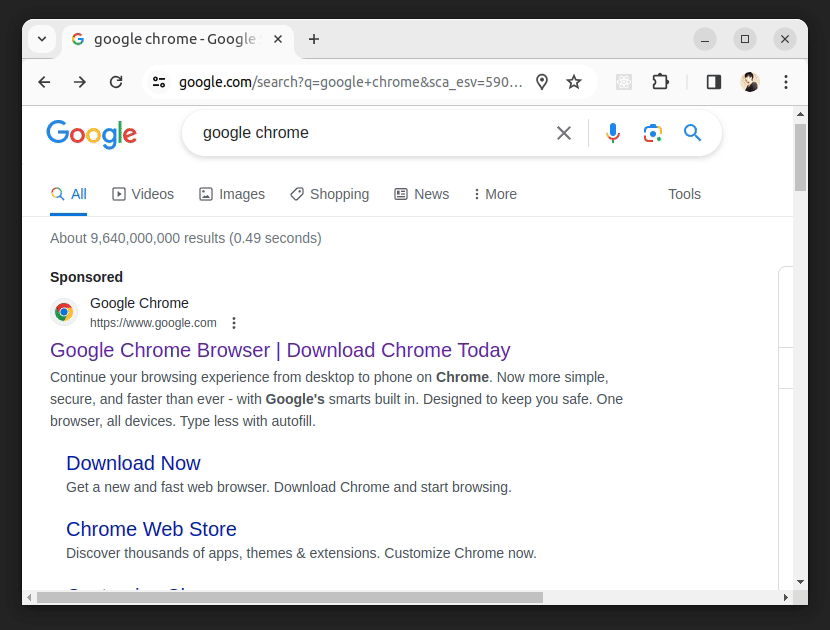 google chrome - Google
google.com/search?q=google+chrome&sca_esv=590...
Google
google chrome
All Videos Images Shopping News More Tools
About 9,640,000,000 results (0.49 seconds)
Sponsored
Google Chrome
https://www.google.com
Google Chrome Browser | Download Chrome Today
Continue your browsing experience from desktop to phone on Chrome. Now more simple,
secure, and faster than ever - with Google's smarts built in. Designed to keep you safe. One
browser, all devices. Type less with autofill.
Download Now
Get a new and fast web browser. Download Chrome and start browsing.
Chrome Web Store
Discover thousands of apps, themes & extensions. Customize Chrome now.